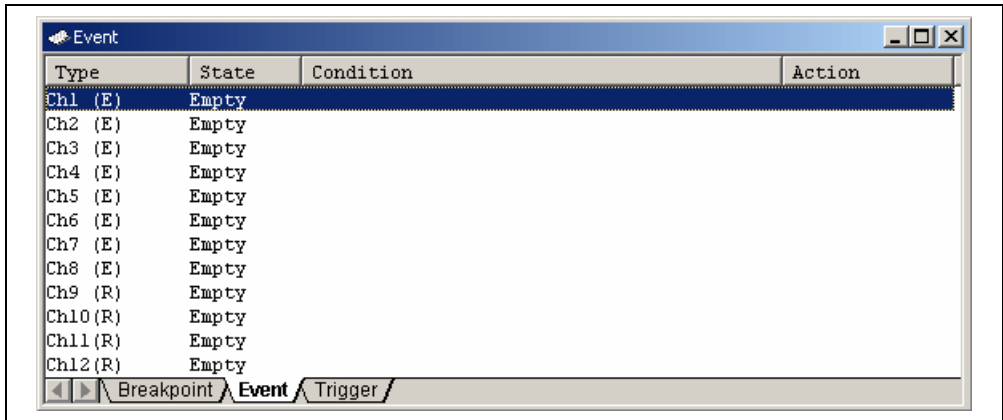 Event
Type State Condition Action
Ch1 (E) Empty
Ch2 (E) Empty
Ch3 (E) Empty
Ch4 (E) Empty
Ch5 (E) Empty
Ch6 (E) Empty
Ch7 (E) Empty
Ch8 (E) Empty
Ch9 (R) Empty
Ch10(R) Empty
Ch11(R) Empty
Ch12(R) Empty
Breakpoint Event Trigger